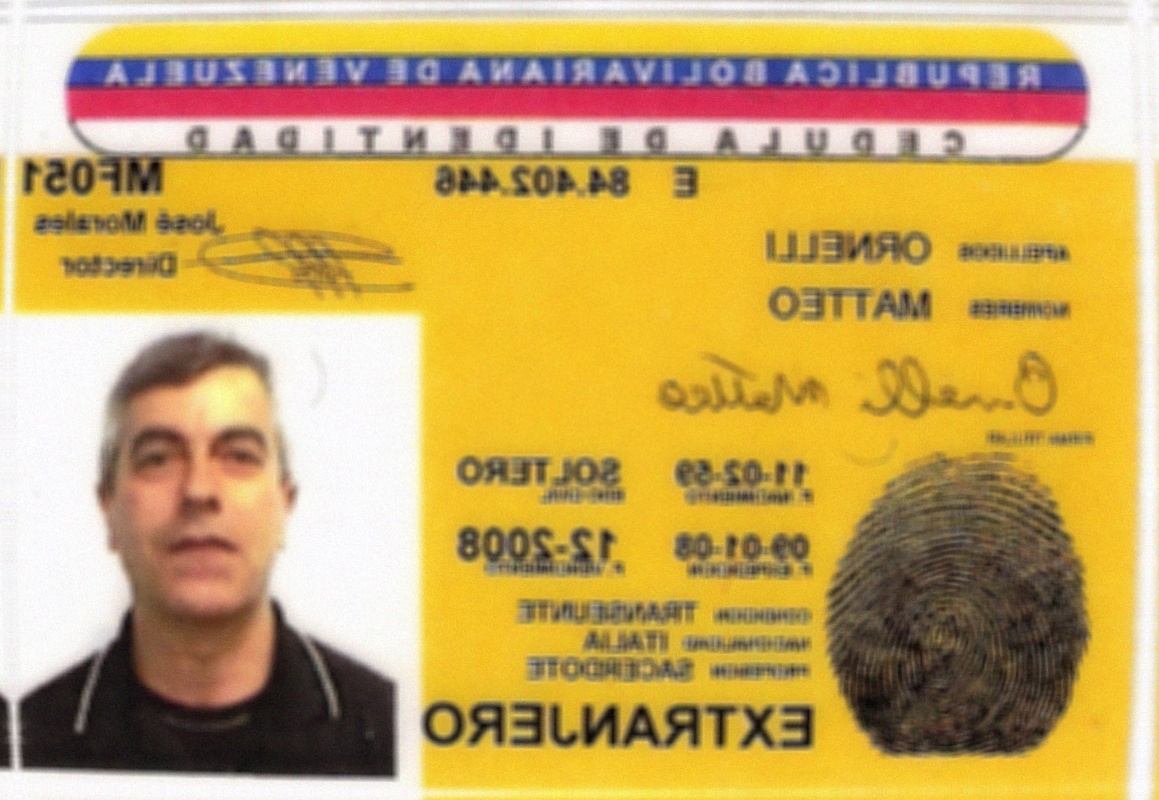 REPUBLICA BOLIVARIANA DE VENEZUELA
CEDULA DE IDENTIDAD
E 84.402.446 MF051
José Morales
Director
APELLIDOS ORNELLI
NOMBRES MATTEO
Ornelli Matteo
FIRMA TITULAR
11-02-59 SOLTERO
F. NACIMIENTO EDO CIVIL
09-01-08 12-2008
F. EXPEDICION F. VENCIMIENTO
CONDICION TRANSEUNTE
NACIONALIDAD ITALIA
PROFESION SACERDOTE
EXTRANJERO